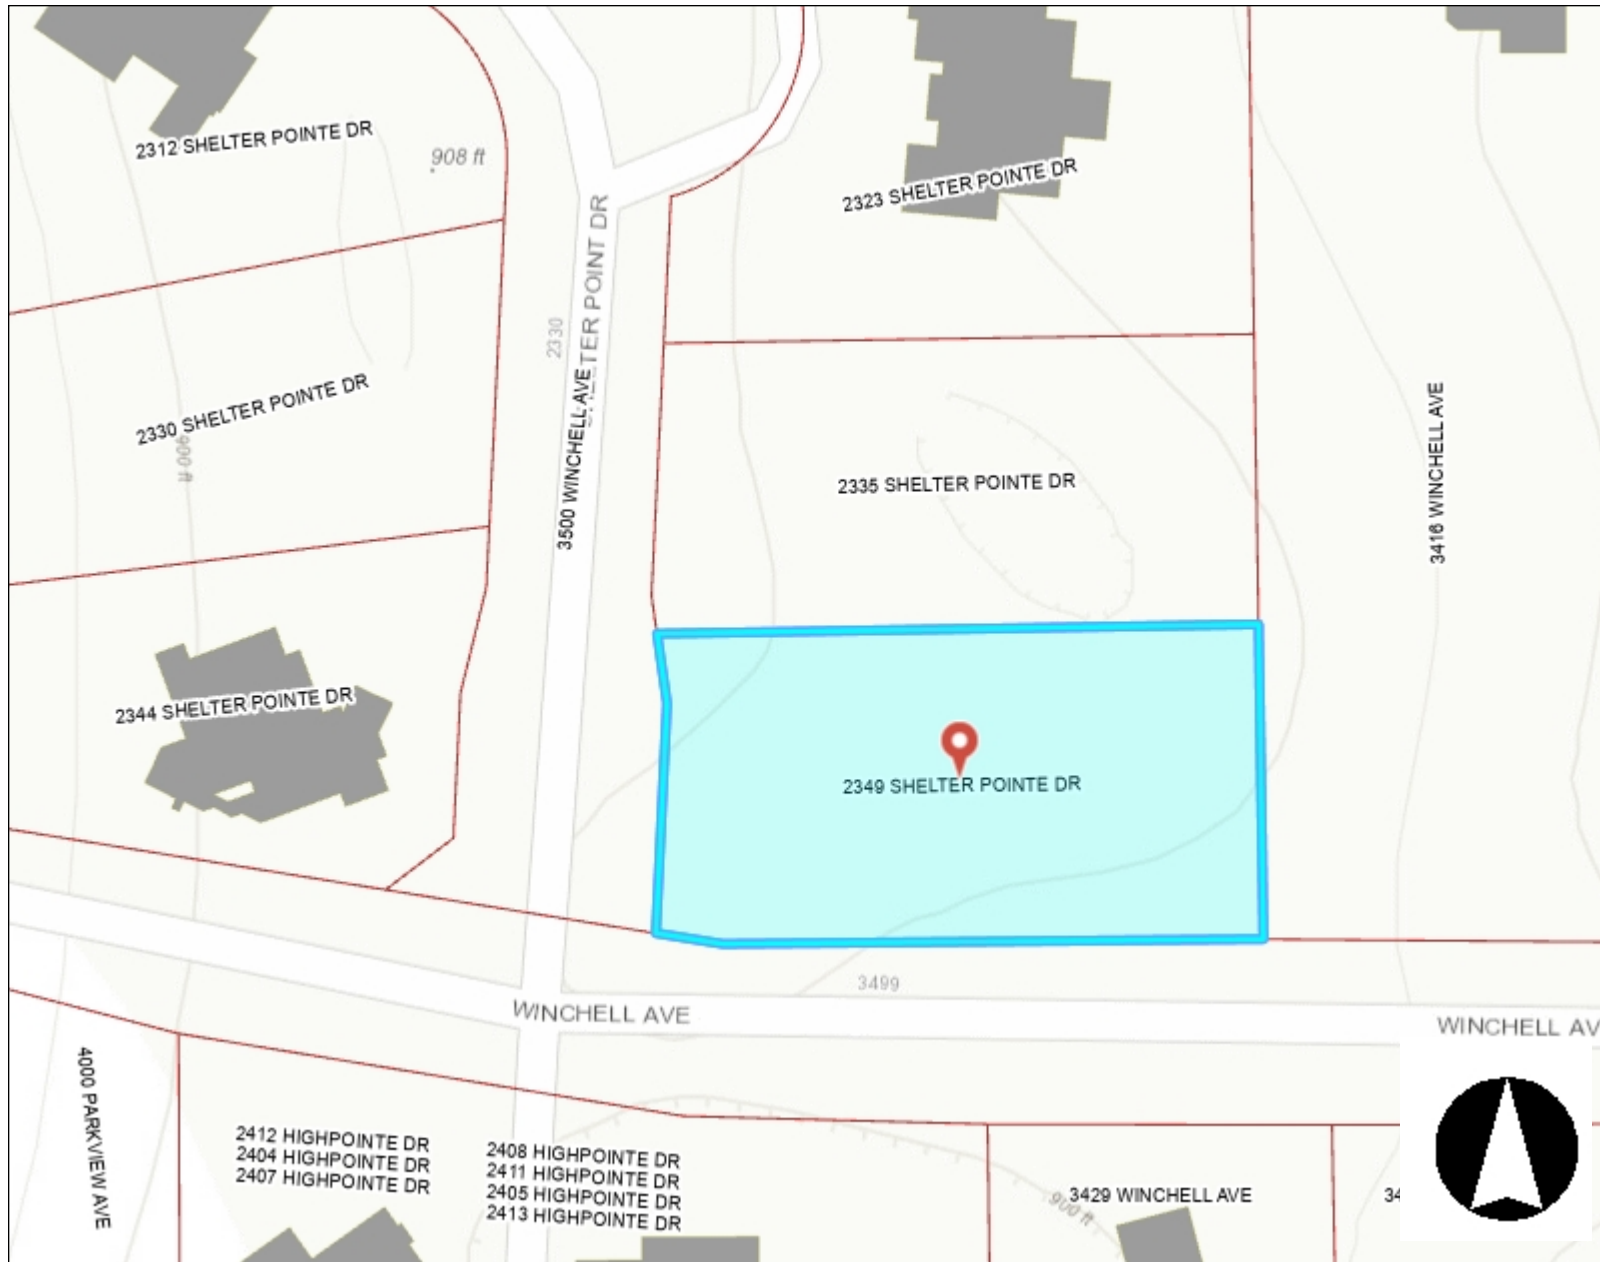 2312 SHELTER POINTE DR
908 ft
2323 SHELTER POINTE DR
POINT DR
2330
3500 WINCHELL AVE
2330 SHELTER POINTE DR
900 ft
2335 SHELTER POINTE DR
3416 WINCHELL AVE
2344 SHELTER POINTE DR
2349 SHELTER POINTE DR
3499
WINCHELL AVE
WINCHELL AV
4000 PARKVIEW AVE
2412 HIGHPOINTE DR
2404 HIGHPOINTE DR
2407 HIGHPOINTE DR
2408 HIGHPOINTE DR
2411 HIGHPOINTE DR
2405 HIGHPOINTE DR
2413 HIGHPOINTE DR
900 ft
3429 WINCHELL AVE
34